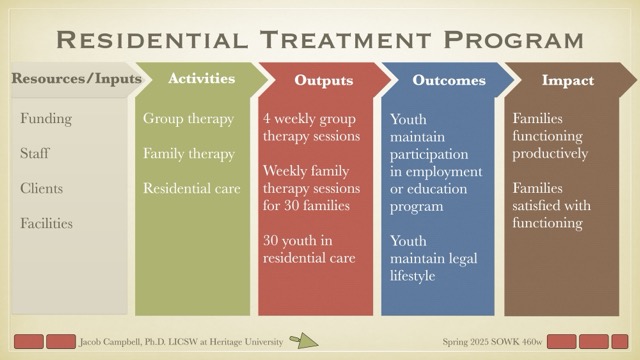 Residential Treatment Program
Resources/Inputs
Activities
Outputs
Outcomes
Impact
Funding
Staff
Clients
Facilities
Group therapy
Family therapy
Residential care
4 weekly group
therapy sessions
Weekly family
therapy sessions
for 30 families
30 youth in
residential care
Youth
maintain
participation
in employment
or education
program
Youth
maintain legal
lifestyle
Families
functioning
productively
Families
satisfied with
functioning
Jacob Campbell, Ph.D. LICSW at Heritage University
Spring 2025 SOWK 460w